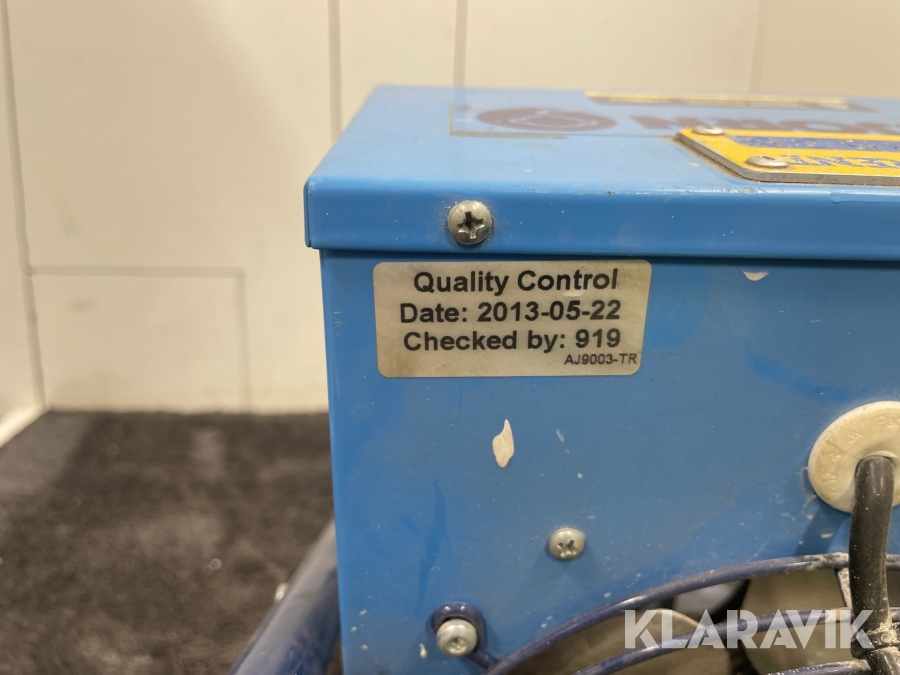 Quality Control
Date: 2013-05-22
Checked by: 919
AJ9003-TR
KLARAVIK